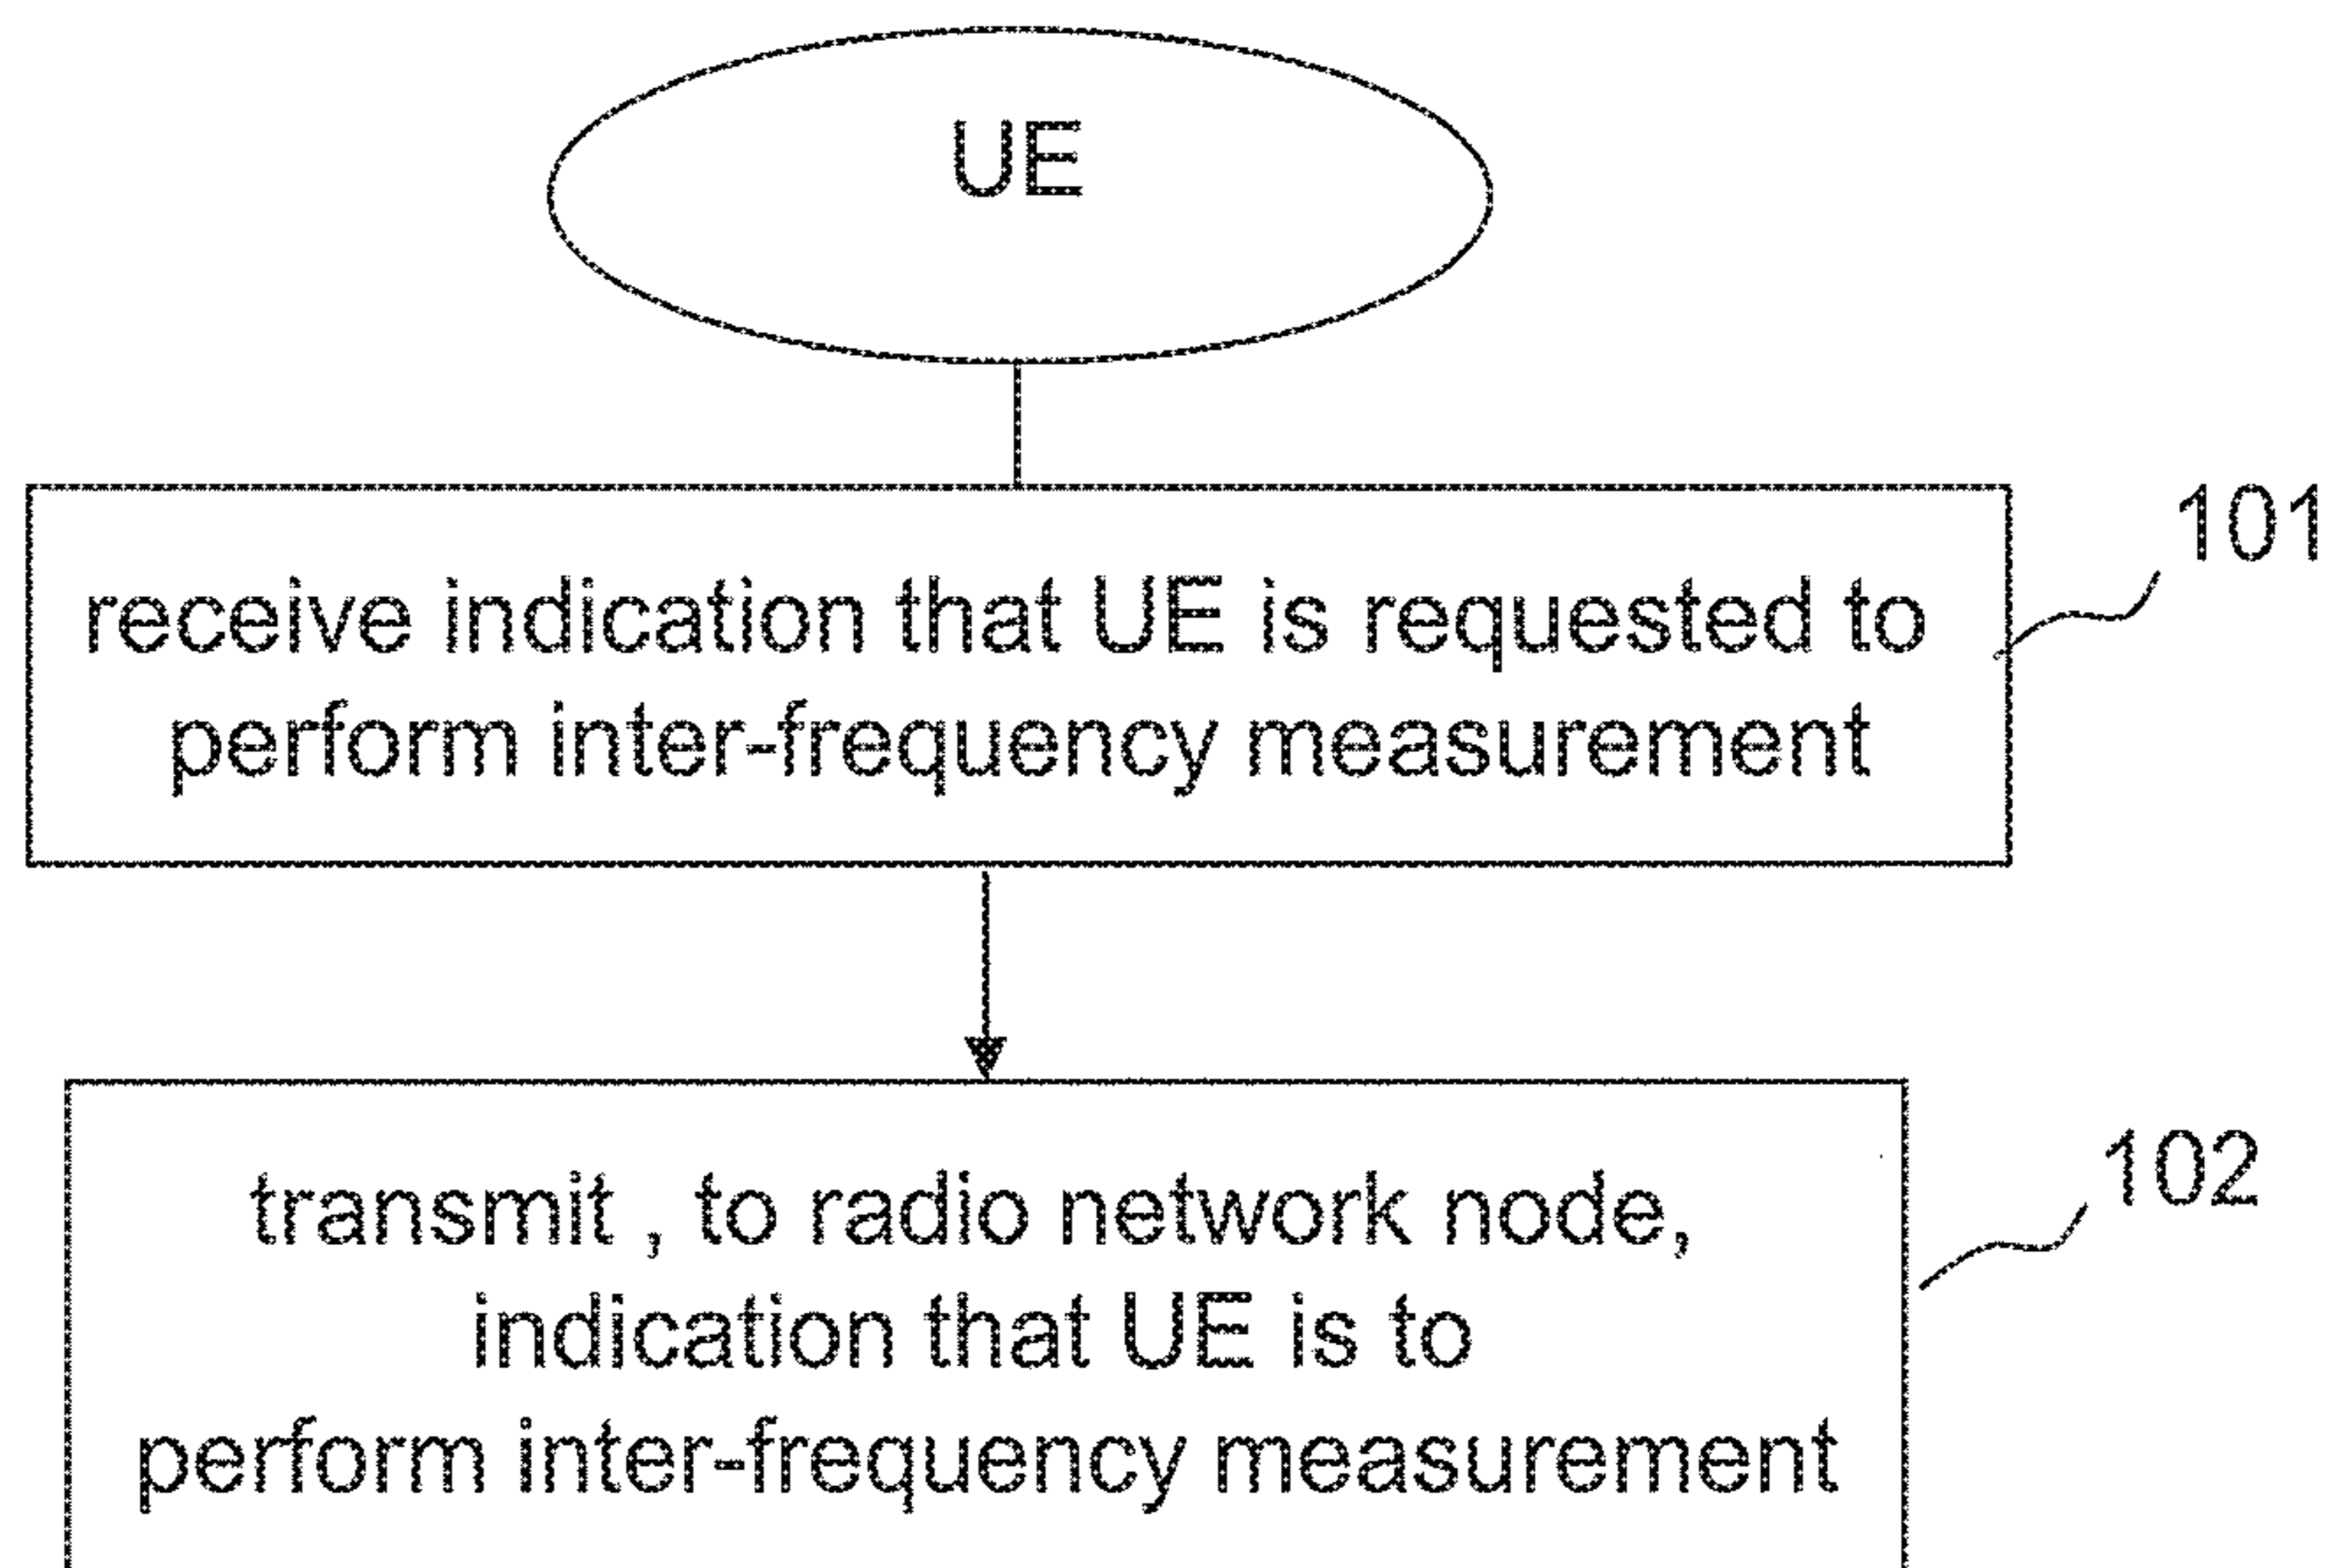 UE
101
receive indication that UE is requested to
perform inter-frequency measurement
102
transmit , to radio network node,
indication that UE is to
perform inter-frequency measurement